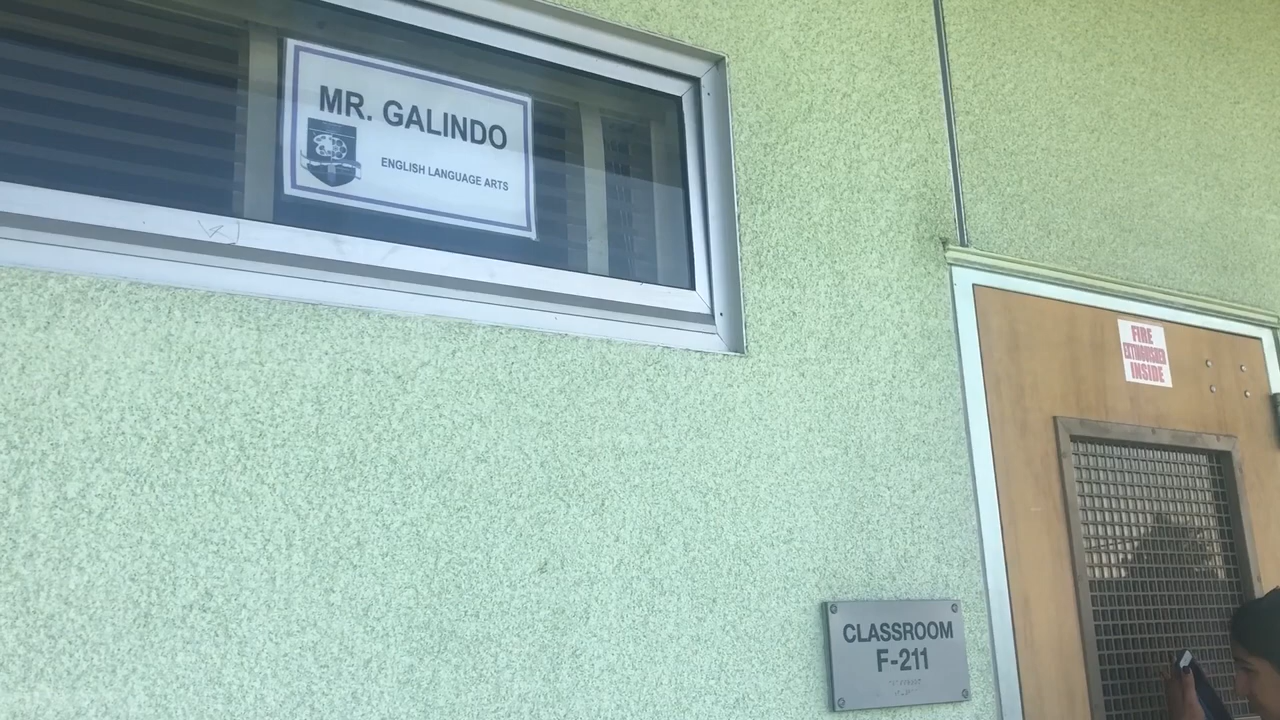 MR. GALINDO
ENGLISH LANGUAGE ARTS
FIRE
EXTINGUISHER
INSIDE
CLASSROOM
F-211